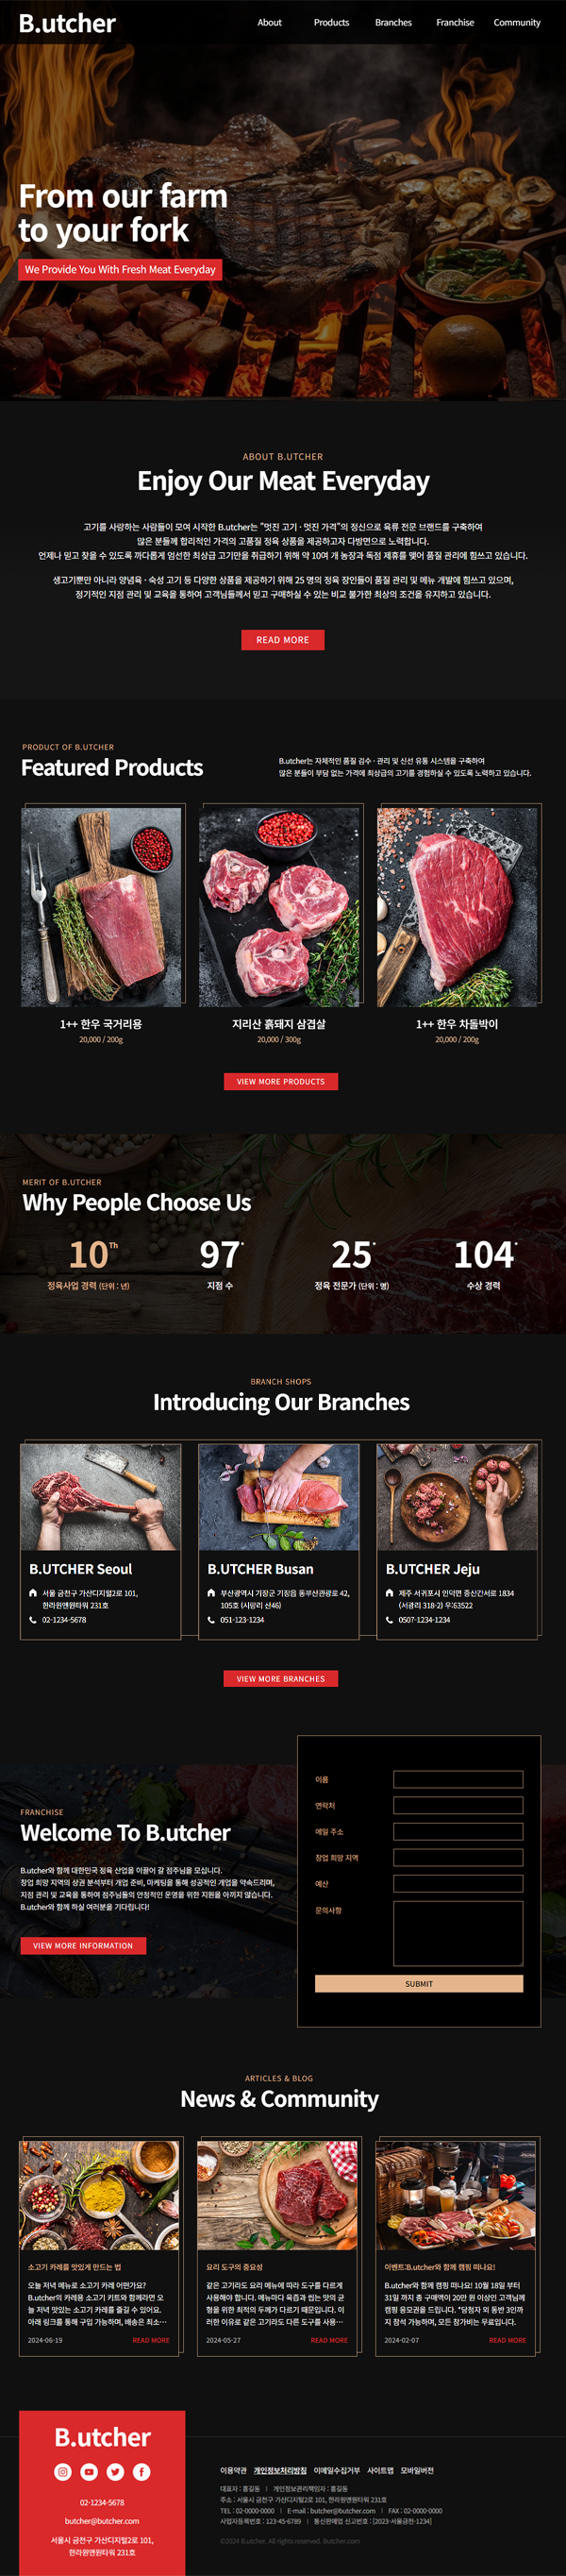 B.utcher
About Products Branches Franchise Community
From our farm
to your fork
We Provide You With Fresh Meat Everyday
ABOUT B.UTCHER
Enjoy Our Meat Everyday
고기를 사랑하는 사람들이 모여 시작한 B.utcher는 "멋진 고기 · 멋진 가격"의 정신으로 육류 전문 브랜드를 구축하여
많은 분들께 합리적인 가격의 고품질 정육 상품을 제공하고자 다방면으로 노력합니다.
언제나 믿고 찾을 수 있도록 까다롭게 엄선한 최상급 고기만을 취급하기 위해 약 10여 개 농장과 독점 제휴를 맺어 품질 관리에 힘쓰고 있습니다.
생고기뿐만 아니라 양념육 · 숙성 고기 등 다양한 상품을 제공하기 위해 25 명의 정육 장인들이 품질 관리 및 메뉴 개발에 힘쓰고 있으며,
정기적인 지점 관리 및 교육을 통하여 고객님들께서 믿고 구매하실 수 있는 비교 불가한 최상의 조건을 유지하고 있습니다.
READ MORE
PRODUCT OF B.UTCHER
Featured Products
B.utcher는 자체적인 품질 검수 · 관리 및 신선 유통 시스템을 구축하여
많은 분들이 부담 없는 가격에 최상급의 고기를 경험하실 수 있도록 노력하고 있습니다.
1++ 한우 국거리용
20,000 / 200g
지리산 흙돼지 삼겹살
20,000 / 300g
1++ 한우 차돌박이
20,000 / 200g
VIEW MORE PRODUCTS
MERIT OF B.UTCHER
Why People Choose Us
10Th 97+ 25+ 104+
정육사업 경력 (단위 : 년) 지점 수 정육 전문가 (단위 : 명) 수상 경력
BRANCH SHOPS
Introducing Our Branches
B.UTCHER Seoul
서울 금천구 가산디지털2로 101,
한라원앤원타워 231호
02-1234-5678
B.UTCHER Busan
부산광역시 기장군 기장읍 동부산관광로 42,
105호 (시랑리 산46)
051-123-1234
B.UTCHER Jeju
제주 서귀포시 안덕면 중산간서로 1834
(서광리 318-2) 우:63522
0507-1234-1234
VIEW MORE BRANCHES
FRANCHISE
Welcome To B.utcher
B.utcher와 함께 대한민국 정육 산업을 이끌어 갈 점주님을 모십니다.
창업 희망 지역의 상권 분석부터 개업 준비, 마케팅을 통해 성공적인 개업을 약속드리며,
지점 관리 및 교육을 통하여 점주님들의 안정적인 운영을 위한 지원을 아끼지 않습니다.
B.utcher와 함께 하실 여러분을 기다립니다!
VIEW MORE INFORMATION
이름
연락처
메일 주소
창업 희망 지역
예산
문의사항
SUBMIT
ARTICLES & BLOG
News & Community
소고기 카레를 맛있게 만드는 법
오늘 저녁 메뉴로 소고기 카레 어떤가요?
B.utcher의 카레용 소고기 키트와 함께라면 오
늘 저녁 맛있는 소고기 카레를 즐길 수 있어요.
아래 링크를 통해 구입 가능하며, 배송은 최소…
2024-06-19 READ MORE
요리 도구의 중요성
같은 고기라도 요리 메뉴에 따라 도구를 다르게
사용해야 합니다. 메뉴마다 육즙과 씹는 맛의 균
형을 위한 최적의 두께가 다르기 때문입니다. 이
러한 이유로 같은 고기라도 다른 도구를 사용…
2024-05-27 READ MORE
이벤트:B.utcher와 함께 캠핑 떠나요!
B.utcher와 함께 캠핑 떠나요! 10월 18일 부터
31일 까지 총 구매액이 20만 원 이상인 고객님께
캠핑 응모권을 드립니다. *당첨자 외 동반 3인까
지 참석 가능하며, 모든 참가비는 무료입니다.
2024-02-07 READ MORE
B.utcher
02-1234-5678
butcher@butcher.com
서울시 금천구 가산디지털2로 101,
한라원앤원타워 231호
이용약관 개인정보처리방침 이메일수집거부 사이트맵 모바일버전
대표자 : 홍길동 | 개인정보관리책임자 : 홍길동
주소 : 서울시 금천구 가산디지털2로 101, 한라원앤원타워 231호
TEL : 02-0000-0000 | E-mail : butcher@butcher.com | FAX : 02-0000-0000
사업자등록번호 : 123-45-6789 | 통신판매업 신고번호 : [2023-서울금천-1234]
©2024 B.utcher. All rights reserved. Butcher.com